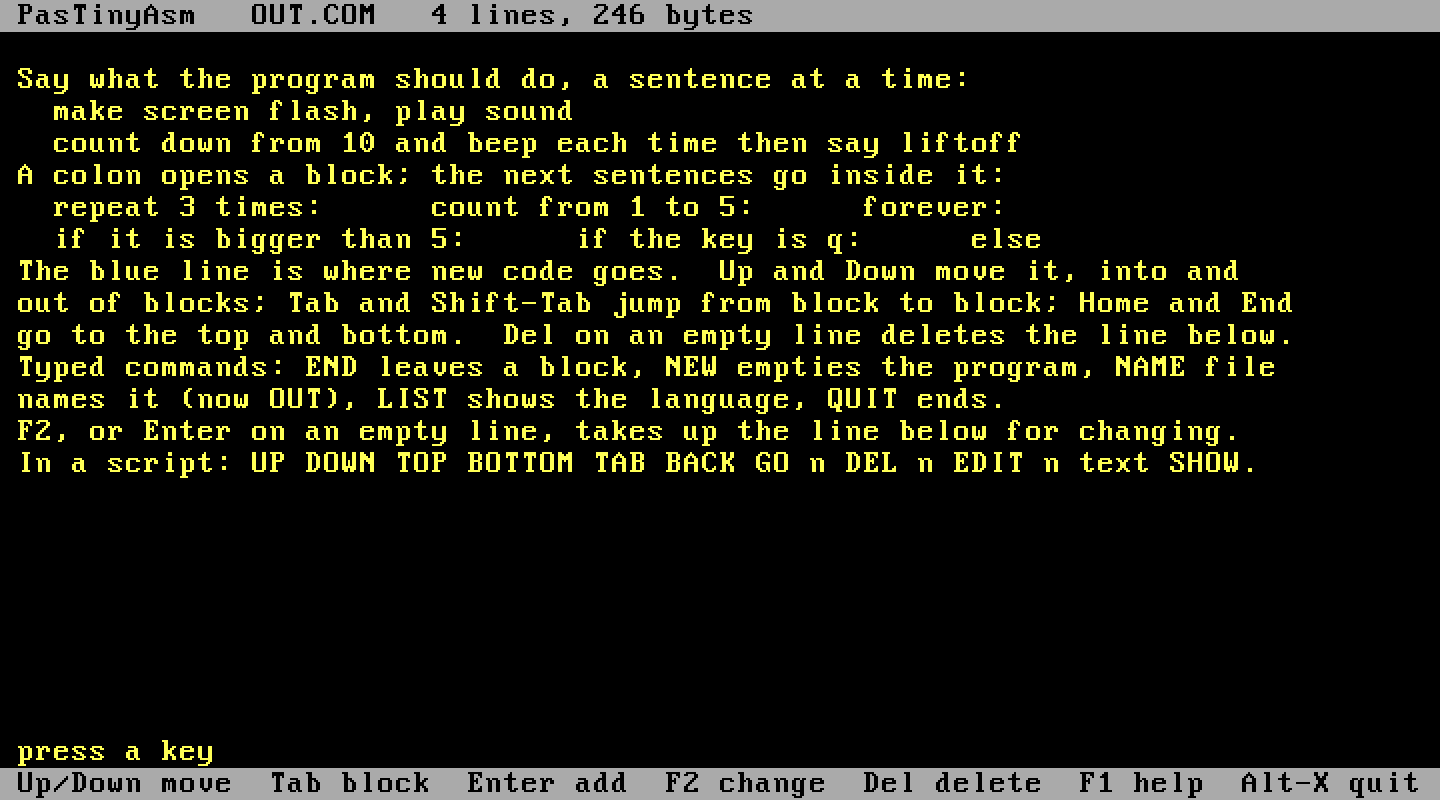 PasTinyAsm   OUT.COM   4 lines, 246 bytes
Say what the program should do, a sentence at a time:
  make screen flash, play sound
  count down from 10 and beep each time then say liftoff
A colon opens a block; the next sentences go inside it:
  repeat 3 times:      count from 1 to 5:      forever:
  if it is bigger than 5:      if the key is q:      else
The blue line is where new code goes.  Up and Down move it, into and
out of blocks; Tab and Shift-Tab jump from block to block; Home and End
go to the top and bottom.  Del on an empty line deletes the line below.
Typed commands: END leaves a block, NEW empties the program, NAME file
names it (now OUT), LIST shows the language, QUIT ends.
F2, or Enter on an empty line, takes up the line below for changing.
In a script: UP DOWN TOP BOTTOM TAB BACK GO n DEL n EDIT n text SHOW.
press a key
Up/Down move  Tab block  Enter add  F2 change  Del delete  F1 help  Alt-X quit